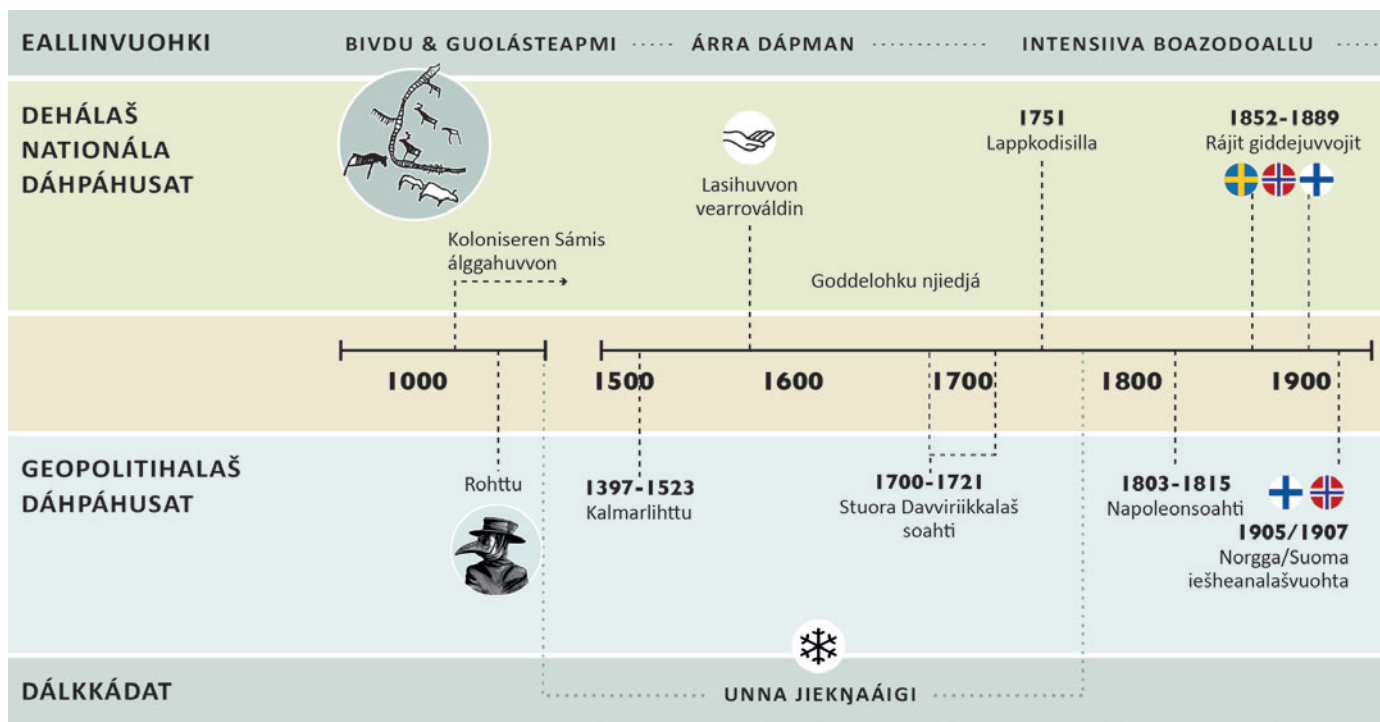 EALLINVUOHKI
BIVDU & GUOLÁSTEAPMI
ÁRRA DÁPMAN
INTENSIIVA BOAZODOALLU
DEHÁLAŠ
NATIONÁLA
DÁHPÁHUSAT
Koloniseren Sámis
álggahuvvon
Lasihuvvon
vearrováldin
Goddelohku njiedjá
1751
Lappkodisilla
1852-1889
Rájit giddejuvvojit
1000
1500
1600
1700
1800
1900
GEOPOLITIHALAŠ
DÁHPÁHUSAT
Rohttu
1397-1523
Kalmarlihttu
1700-1721
Stuora Davviriikkalaš
soahti
1803-1815
Napoleonsoahti
1905/1907
Norgga/Suoma
iešheanalašvuohta
DÁLKKÁDAT
UNNA JIEKŊAÁIGI